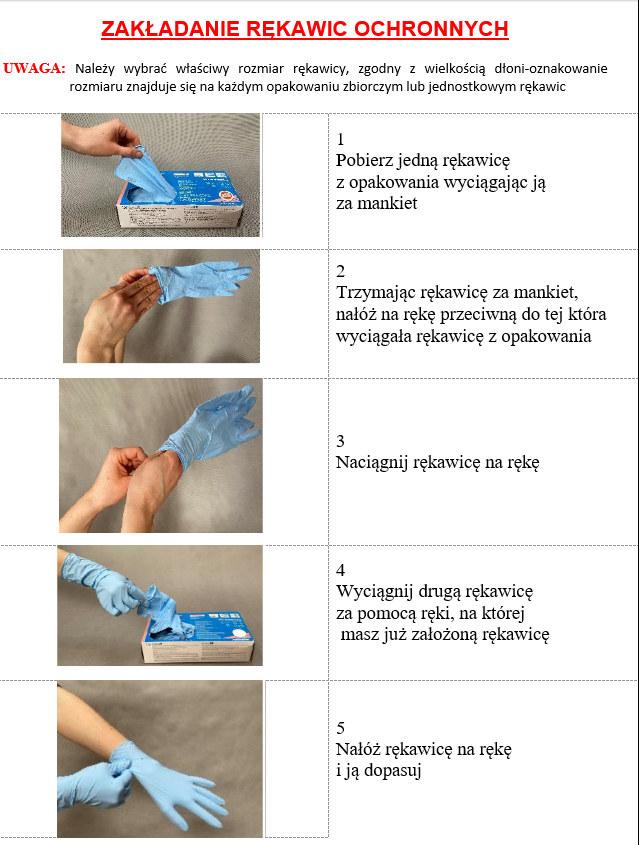 ZAKŁADANIE RĘKAWIC OCHRONNYCH
UWAGA: Należy wybrać właściwy rozmiar rękawicy, zgodny z wielkością dłoni-oznakowanie
rozmiaru znajduje się na każdym opakowaniu zbiorczym lub jednostkowym rękawic
1
Pobierz jedną rękawicę
z opakowania wyciągając ją
za mankiet
2
Trzymając rękawicę za mankiet,
nałóż na rękę przeciwną do tej która
wyciągała rękawicę z opakowania
3
Naciągnij rękawicę na rękę
4
Wyciągnij drugą rękawicę
za pomocą ręki, na której
masz już założoną rękawicę
5
Nałóż rękawicę na rękę
i ją dopasuj